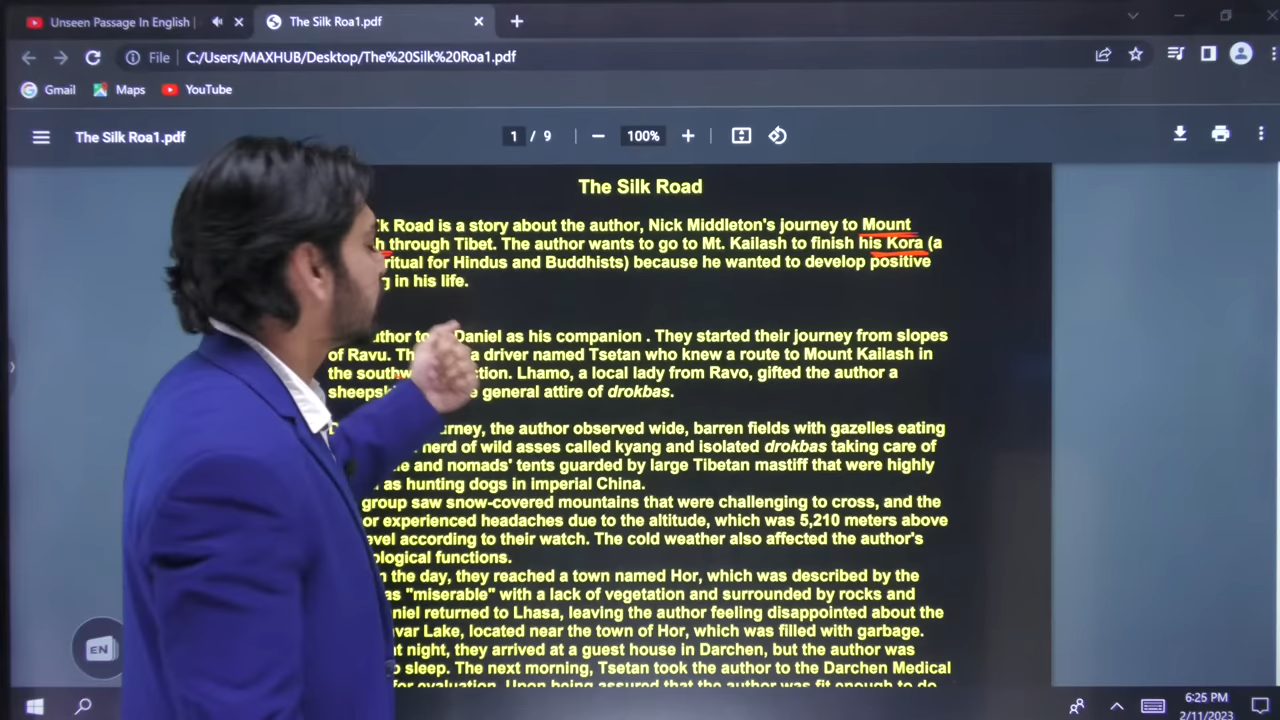 Unseen Passage In English
The Silk Roa1.pdf
File C:/Users/MAXHUB/Desktop/The%20Silk%20Roa1.pdf
Gmail Maps YouTube
The Silk Roa1.pdf 1 / 9 100%
The Silk Road
Road is a story about the author, Nick Middleton's journey to Mount
through Tibet. The author wants to go to Mt. Kailash to finish his Kora (a
ritual for Hindus and Buddhists) because he wanted to develop positive
in his life.
Daniel as his companion . They started their journey from slopes
of Ravu. a driver named Tsetan who knew a route to Mount Kailash in
the Lhamo, a local lady from Ravo, gifted the author a
general attire of drokbas.
the author observed wide, barren fields with gazelles eating
herd of wild asses called kyang and isolated drokbas taking care of
and nomads' tents guarded by large Tibetan mastiff that were highly
as hunting dogs in imperial China.
group saw snow-covered mountains that were challenging to cross, and the
experienced headaches due to the altitude, which was 5,210 meters above
according to their watch. The cold weather also affected the author's
functions.
the day, they reached a town named Hor, which was described by the
as "miserable" with a lack of vegetation and surrounded by rocks and
returned to Lhasa, leaving the author feeling disappointed about the
Lake, located near the town of Hor, which was filled with garbage.
night, they arrived at a guest house in Darchen, but the author was
sleep. The next morning, Tsetan took the author to the Darchen Medical
for evaluation. Upon being assured that the author was fit enough to do
EN
6:25 PM
2/11/2023